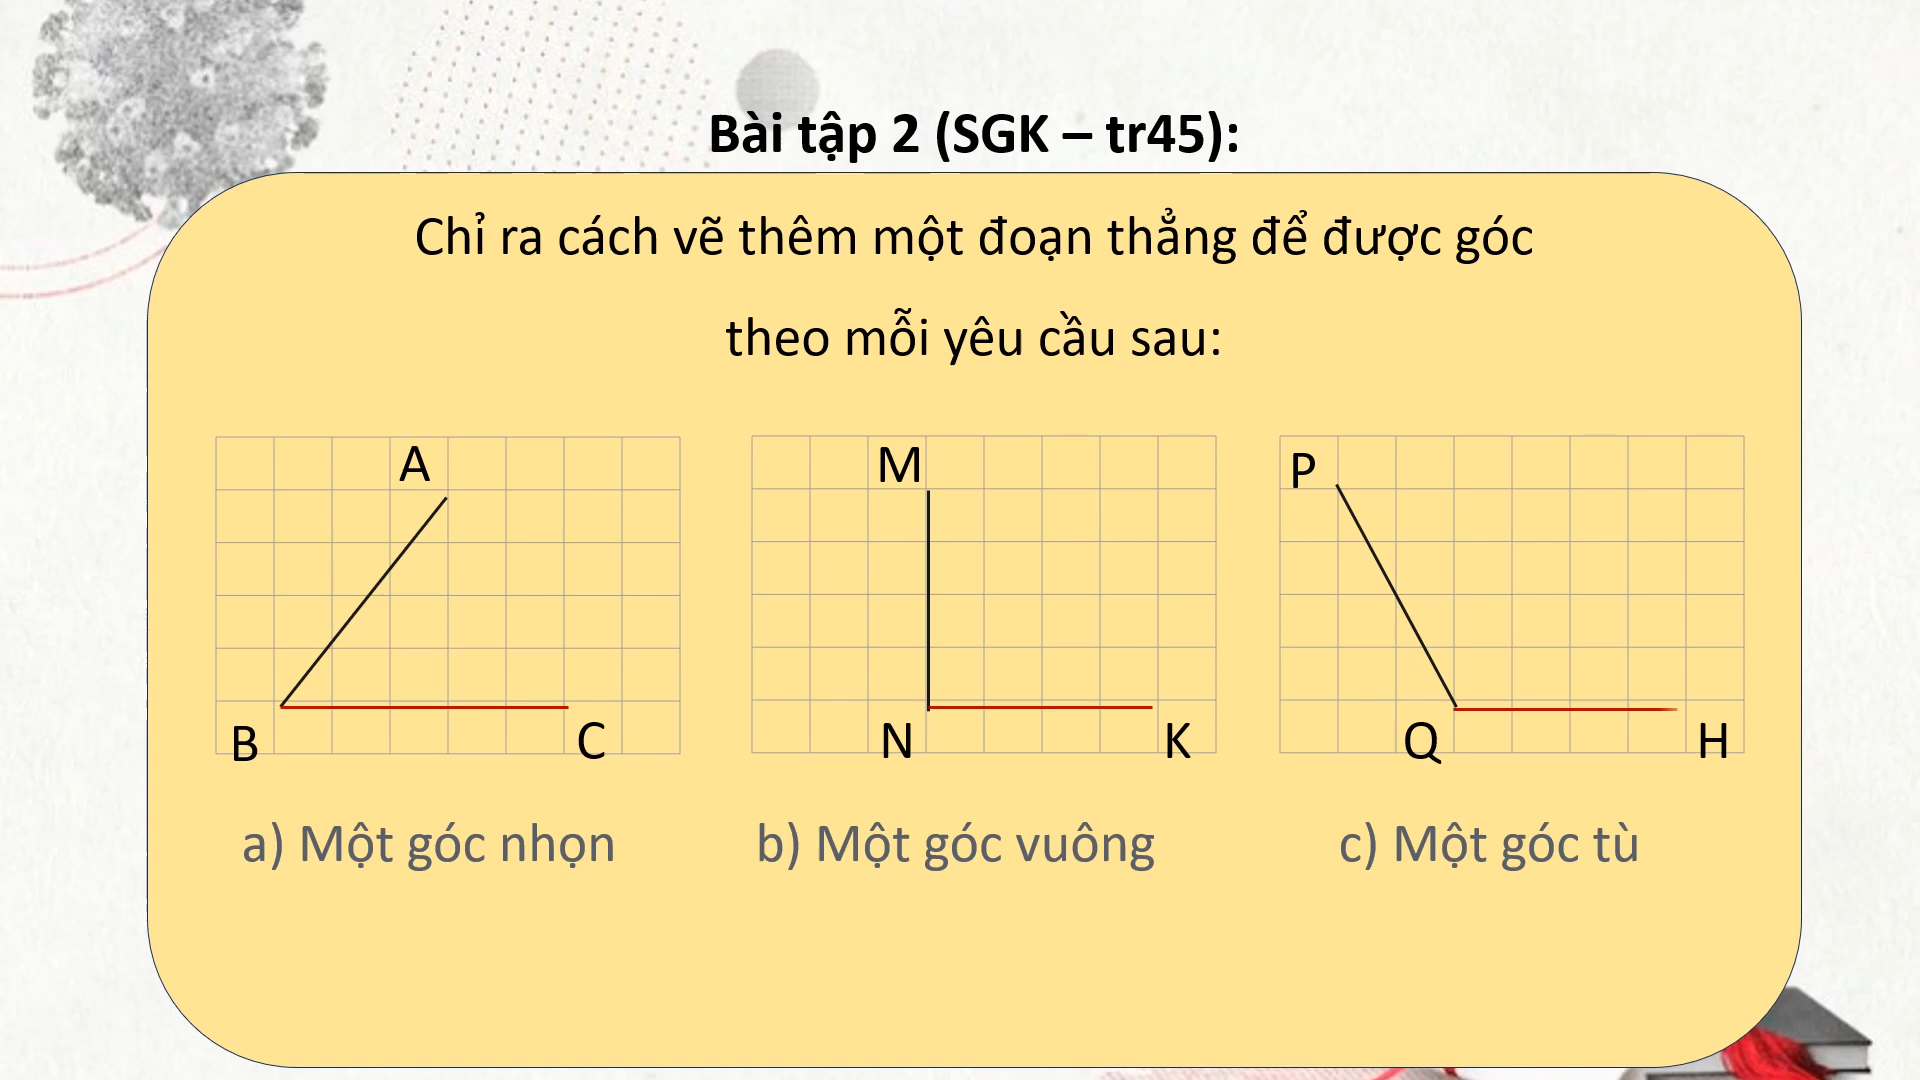 Bài tập 2 (SGK – tr45):
Chỉ ra cách vẽ thêm một đoạn thẳng để được góc
theo mỗi yêu cầu sau:
A
B
C
M
N
K
P
Q
H
a) Một góc nhọn
b) Một góc vuông
c) Một góc tù